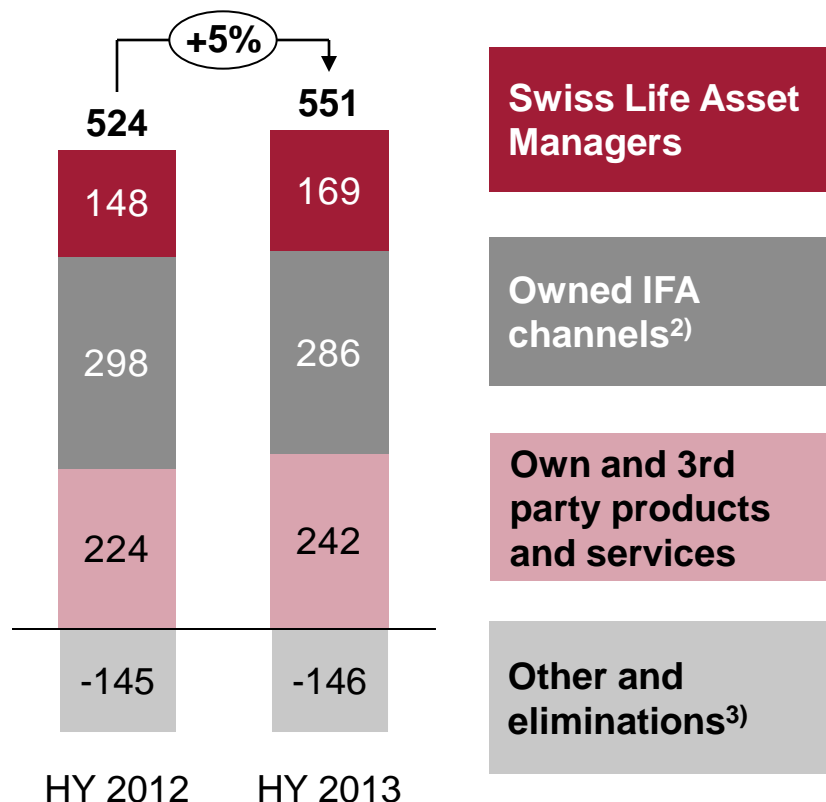 +5%
524
551
148
169
298
286
224
242
-145
-146
HY 2012
HY 2013
Swiss Life Asset
Managers
Owned IFA
channels2)
Own and 3rd
party products
and services
Other and
eliminations3)